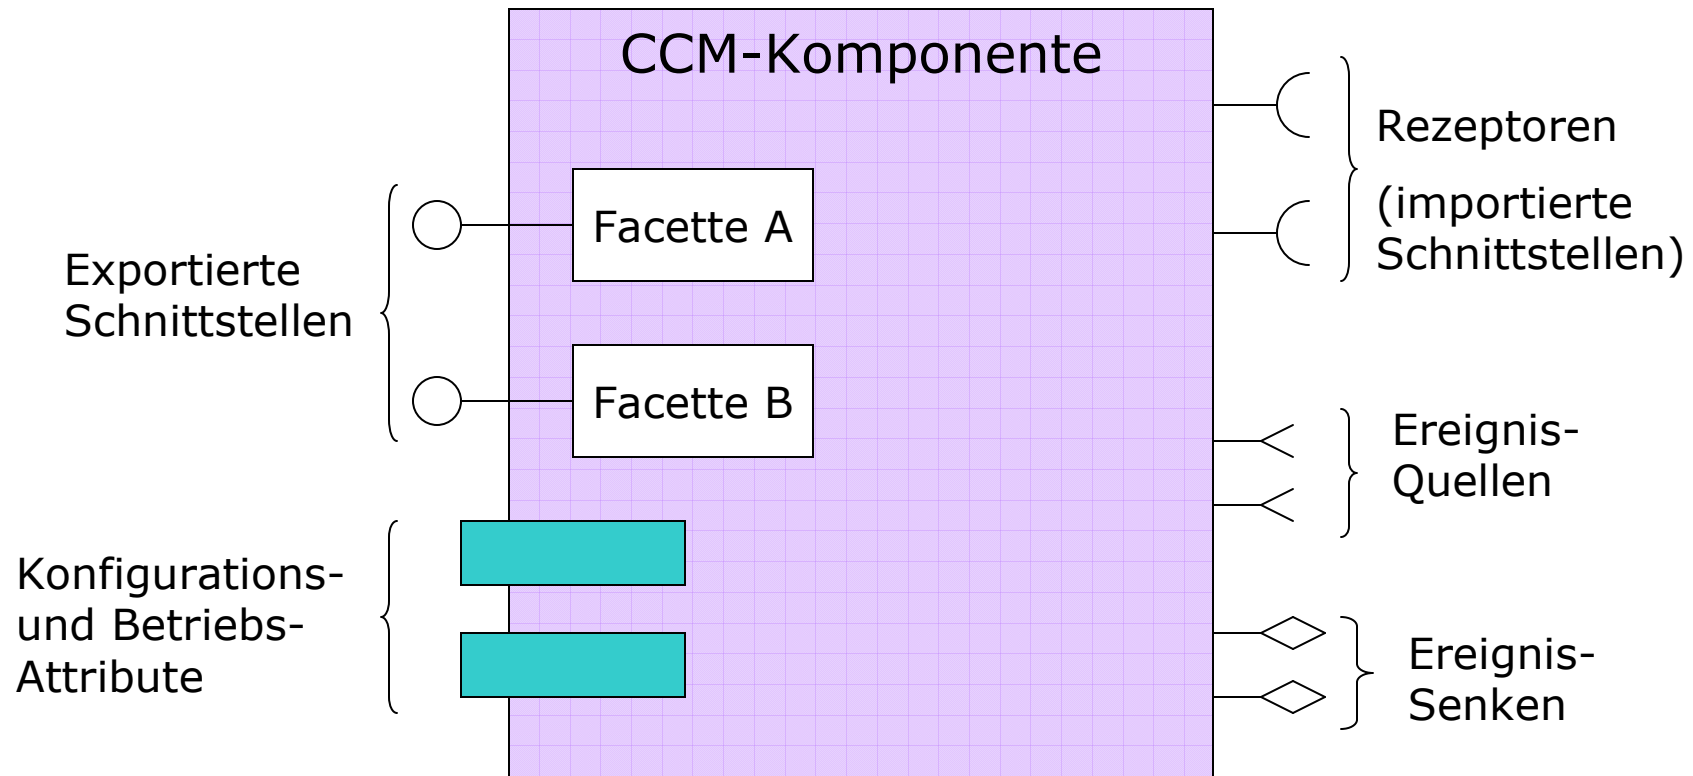 CCM-Komponente
Exportierte
Schnittstellen
Facette A
Facette B
Konfigurations-
und Betriebs-
Attribute
Rezeptoren
(importierte
Schnittstellen)
Ereignis-
Quellen
Ereignis-
Senken